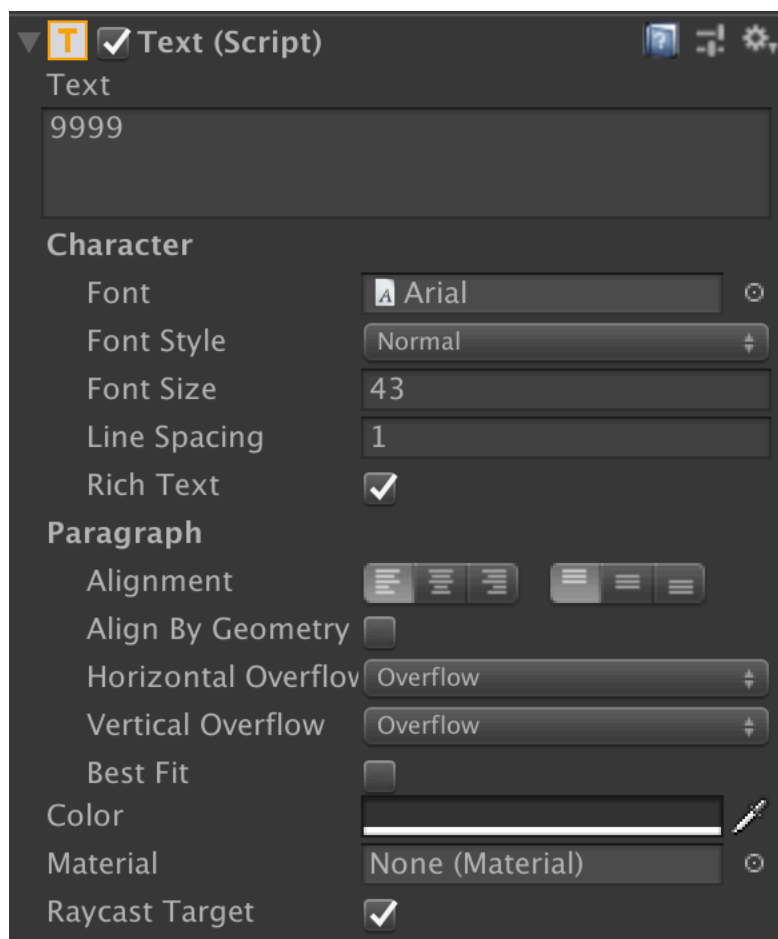 Text (Script)
Text
9999
Character
Font Arial
Font Style Normal
Font Size 43
Line Spacing 1
Rich Text
Paragraph
Alignment
Align By Geometry
Horizontal Overflow Overflow
Vertical Overflow Overflow
Best Fit
Color
Material None (Material)
Raycast Target